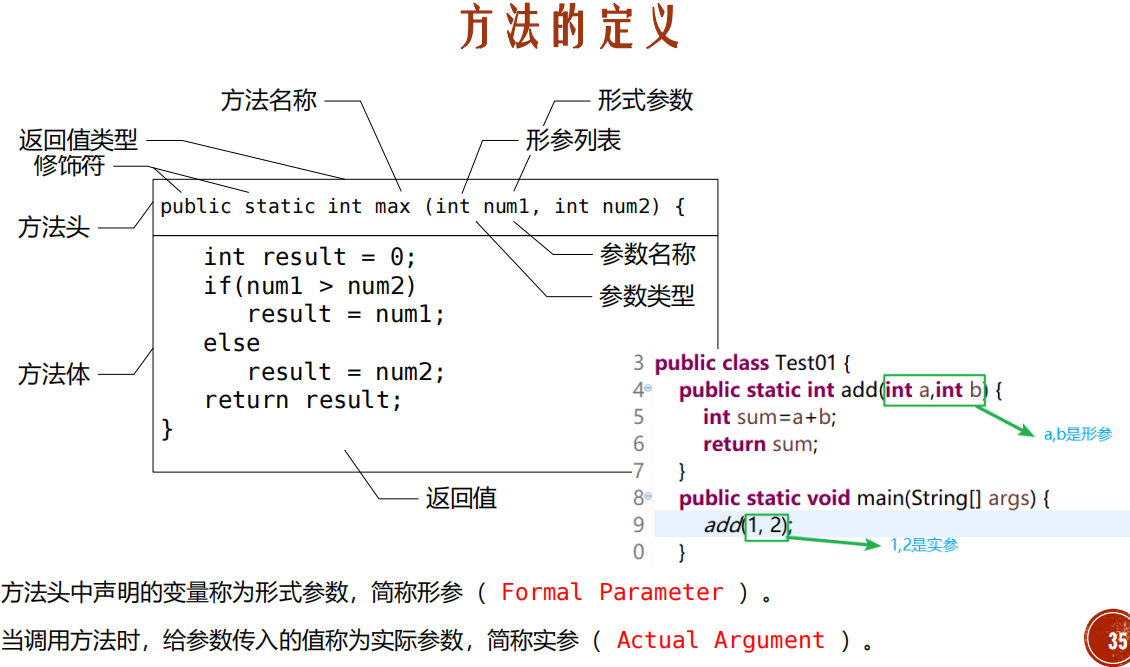 方法的定义
方法名称
形式参数
返回值类型
形参列表
修饰符
public static int max (int num1, int num2) {
方法头
int result = 0;
参数名称
if(num1 > num2)
参数类型
result = num1;
else
方法体
result = num2;
return result;
}
返回值
3 public class Test01 {
4 public static int add(int a,int b) {
a,b是形参
5 int sum=a+b;
6 return sum;
7 }
8 public static void main(String[] args) {
9 add(1, 2);
1,2是实参
0 }
方法头中声明的变量称为形式参数，简称形参（ Formal Parameter ）。
当调用方法时，给参数传入的值称为实际参数，简称实参（ Actual Argument ）。
35